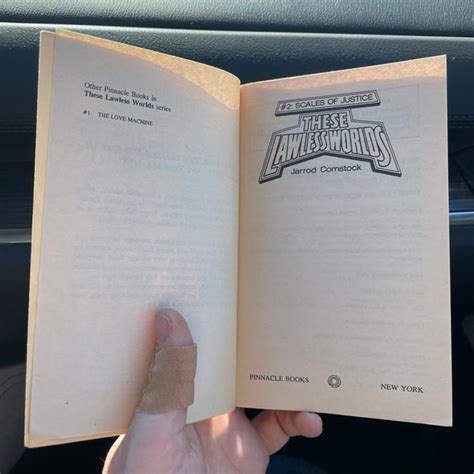 Other Pinnacle Books in
These Lawless Worlds series
#1: THE LOVE MACHINE
#2: SCALES OF JUSTICE
THESE
LAWLESS WORLDS
Jarrod Comstock
PINNACLE BOOKS
NEW YORK